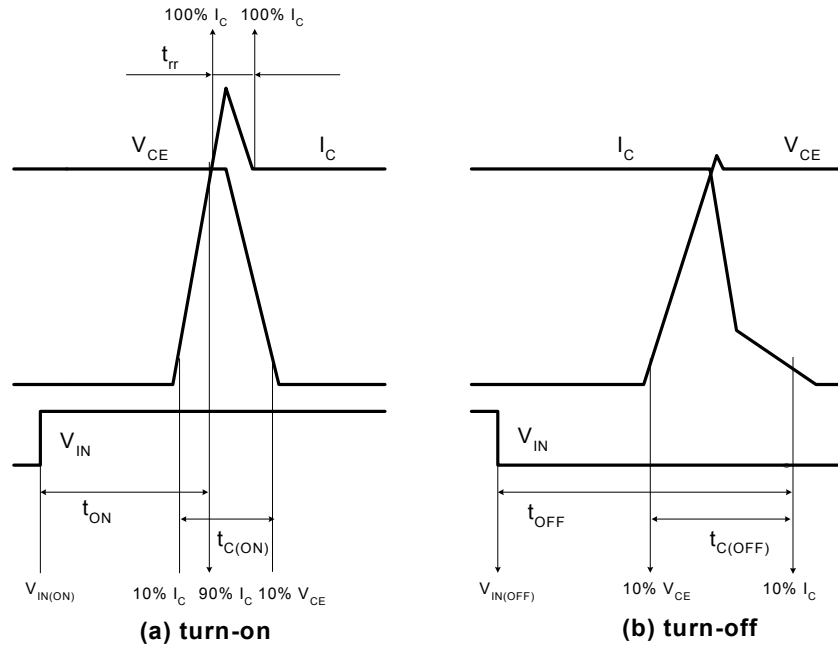 100% I_C 100% I_C
t_rr
V_CE I_C
I_C V_CE
V_IN
V_IN
t_ON
t_OFF
t_C(ON)
t_C(OFF)
V_IN(ON) 10% I_C 90% I_C 10% V_CE
V_IN(OFF) 10% V_CE 10% I_C
(a) turn-on
(b) turn-off